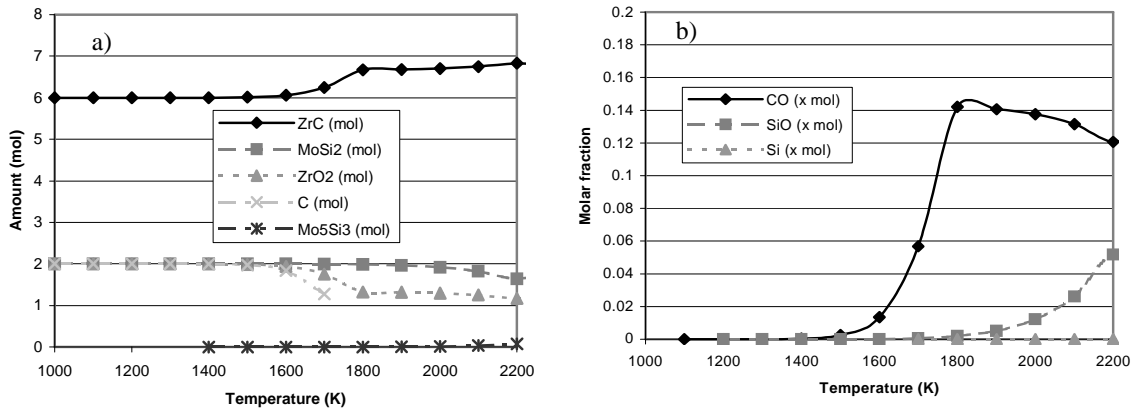 a)
8
7
6
5
4
3
2
1
0
Amount (mol)
ZrC (mol)
MoSi2 (mol)
ZrO2 (mol)
C (mol)
Mo5Si3 (mol)
1000 1200 1400 1600 1800 2000 2200
Temperature (K)
b)
0.2
0.18
0.16
0.14
0.12
0.1
0.08
0.06
0.04
0.02
0
Molar fraction
CO (x mol)
SiO (x mol)
Si (x mol)
1000 1200 1400 1600 1800 2000 2200
Temperature (K)